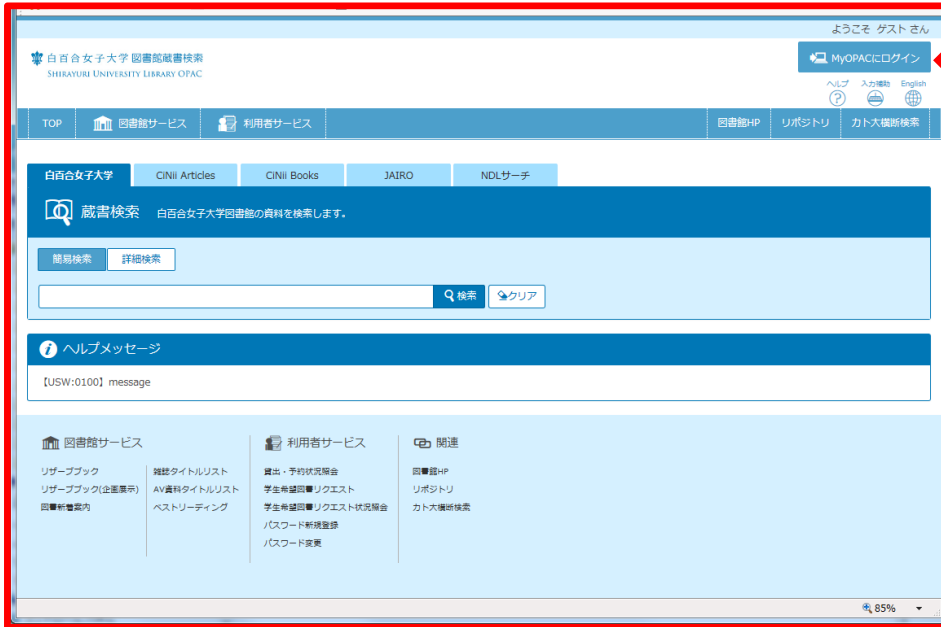 ようこそ ゲスト さん
白百合女子大学 図書館蔵書検索
SHIRAYURI UNIVERSITY LIBRARY OPAC
MyOPACにログイン
ヘルプ 入力補助 English
TOP 図書館サービス 利用者サービス 図書館HP リポジトリ カト大横断検索
白百合女子大学 CiNii Articles CiNii Books JAIRO NDLサーチ
蔵書検索 白百合女子大学図書館の資料を検索します。
簡易検索 詳細検索
検索 クリア
ヘルプメッセージ
【USW:0100】message
図書館サービス
リザーブブック
リザーブブック(企画展示)
図書新着案内
雑誌タイトルリスト
AV資料タイトルリスト
ベストリーディング
利用者サービス
貸出・予約状況照会
学生希望図書リクエスト
学生希望図書リクエスト状況照会
パスワード新規登録
パスワード変更
関連
図書館HP
リポジトリ
カト大横断検索
85%